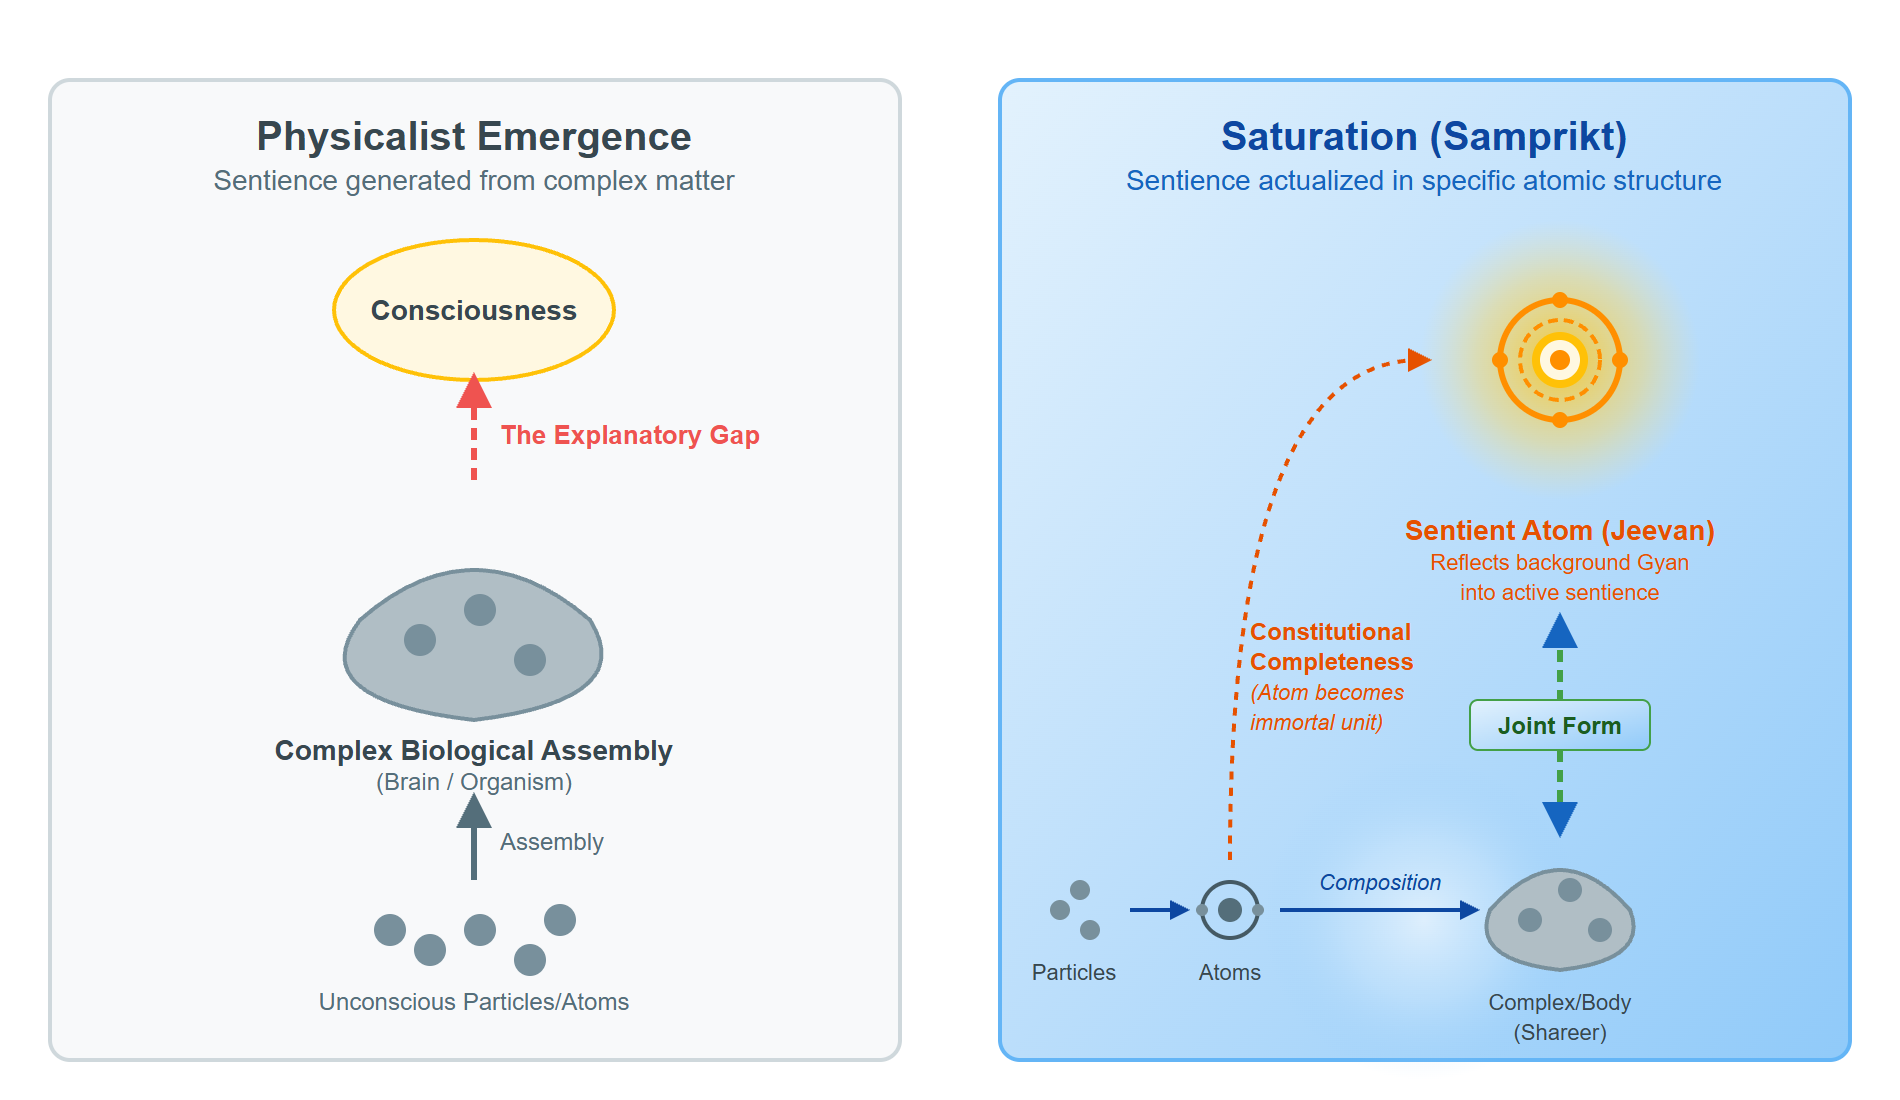 Physicalist Emergence
Sentience generated from complex matter
Consciousness
The Explanatory Gap
Complex Biological Assembly
(Brain / Organism)
Assembly
Unconscious Particles/Atoms
Saturation (Samprikt)
Sentience actualized in specific atomic structure
Sentient Atom (Jeevan)
Reflects background Gyan
into active sentience
Constitutional
Completeness
(Atom becomes
immortal unit)
Joint Form
Composition
Particles
Atoms
Complex/Body
(Shareer)